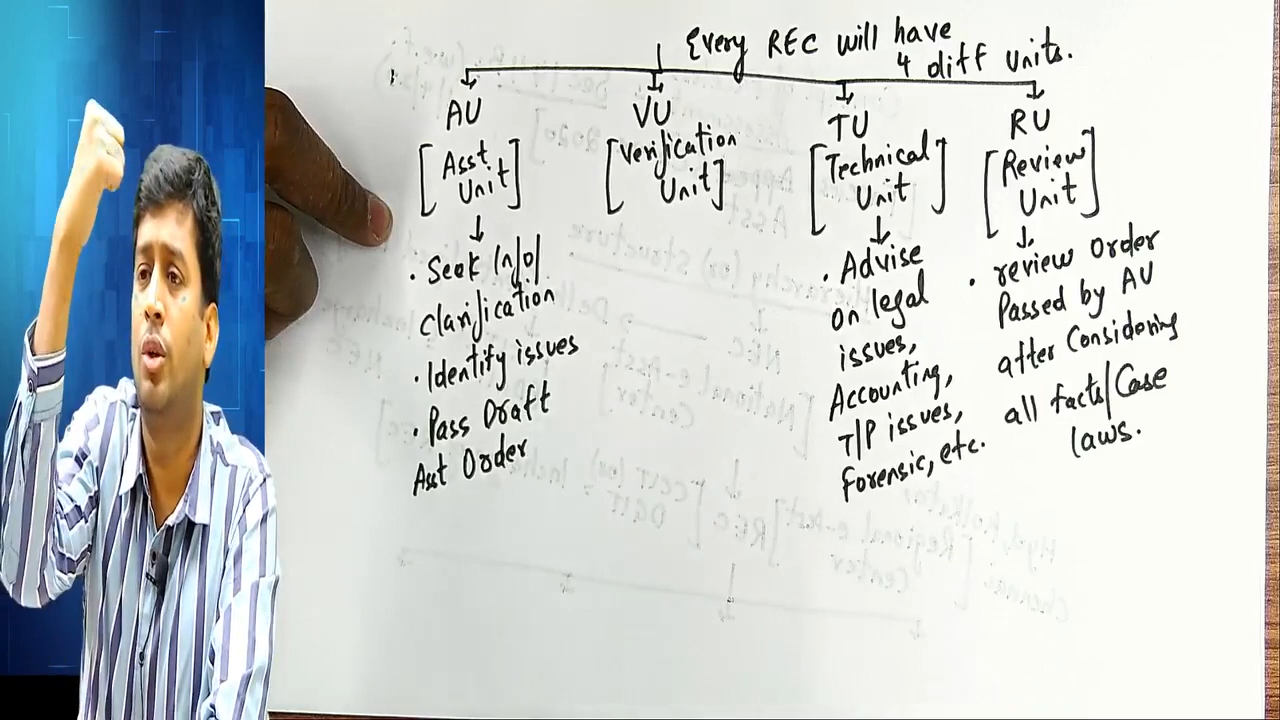 Every REC will have
4 diff units.
AU
[Asst
Unit]
• Seek Info/
Clarification
• Identify issues
• Pass Draft
Asst Order
VU
[Verification
Unit]
TU
[Technical
Unit]
• Advise
on legal
issues,
Accounting,
T/P issues,
Forensic, etc.
RU
[Review
Unit]
• review order
Passed by AU
after Considering
all facts/Case
laws.